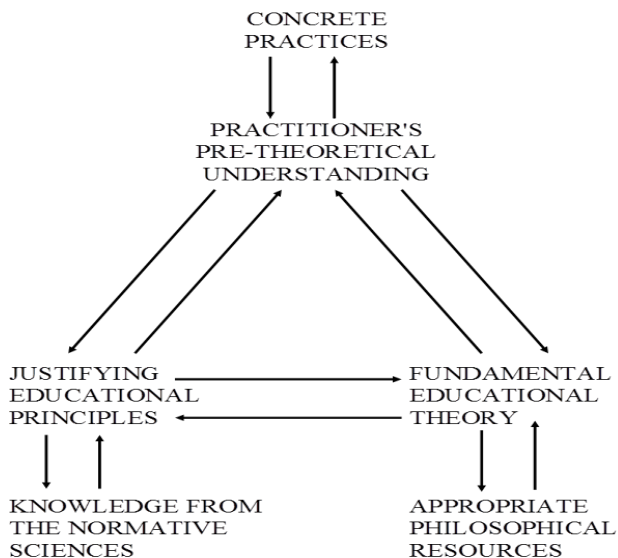 CONCRETE
PRACTICES
PRACTITIONER'S
PRE-THEORETICAL
UNDERSTANDING
JUSTIFYING
EDUCATIONAL
PRINCIPLES
FUNDAMENTAL
EDUCATIONAL
THEORY
KNOWLEDGE FROM
THE NORMATIVE
SCIENCES
APPROPRIATE
PHILOSOPHICAL
RESOURCES